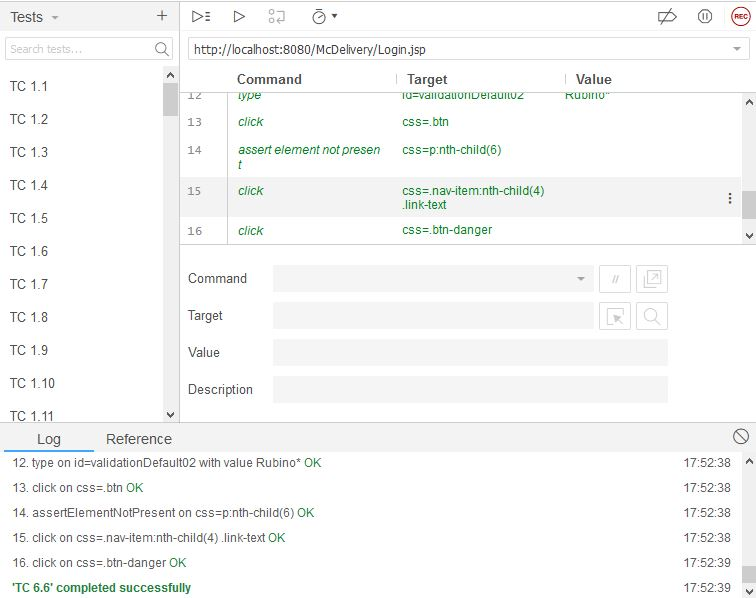 Tests +
REC
Search tests...
http://localhost:8080/McDelivery/Login.jsp
Command Target Value
TC 1.1
TC 1.2
TC 1.3
TC 1.4
TC 1.5
TC 1.6
TC 1.7
TC 1.8
TC 1.9
TC 1.10
TC 1.11
12 type id=validationDefault02 Rubino*
13 click css=.btn
14 assert element not presen
t css=p:nth-child(6)
15 click css=.nav-item:nth-child(4)
.link-text
16 click css=.btn-danger
Command //
Target
Value
Description
Log Reference
12. type on id=validationDefault02 with value Rubino* OK 17:52:38
13. click on css=.btn OK 17:52:38
14. assertElementNotPresent on css=p:nth-child(6) OK 17:52:38
15. click on css=.nav-item:nth-child(4) .link-text OK 17:52:38
16. click on css=.btn-danger OK 17:52:39
'TC 6.6' completed successfully 17:52:39